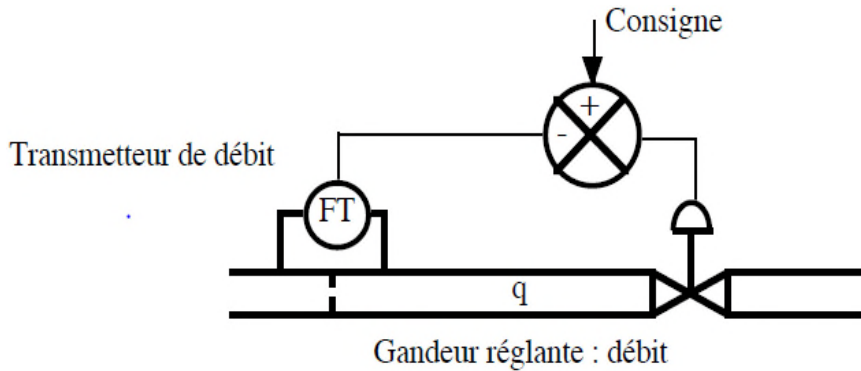 Consigne
+
-
Transmetteur de débit
FT
q
Gandeur réglante : débit